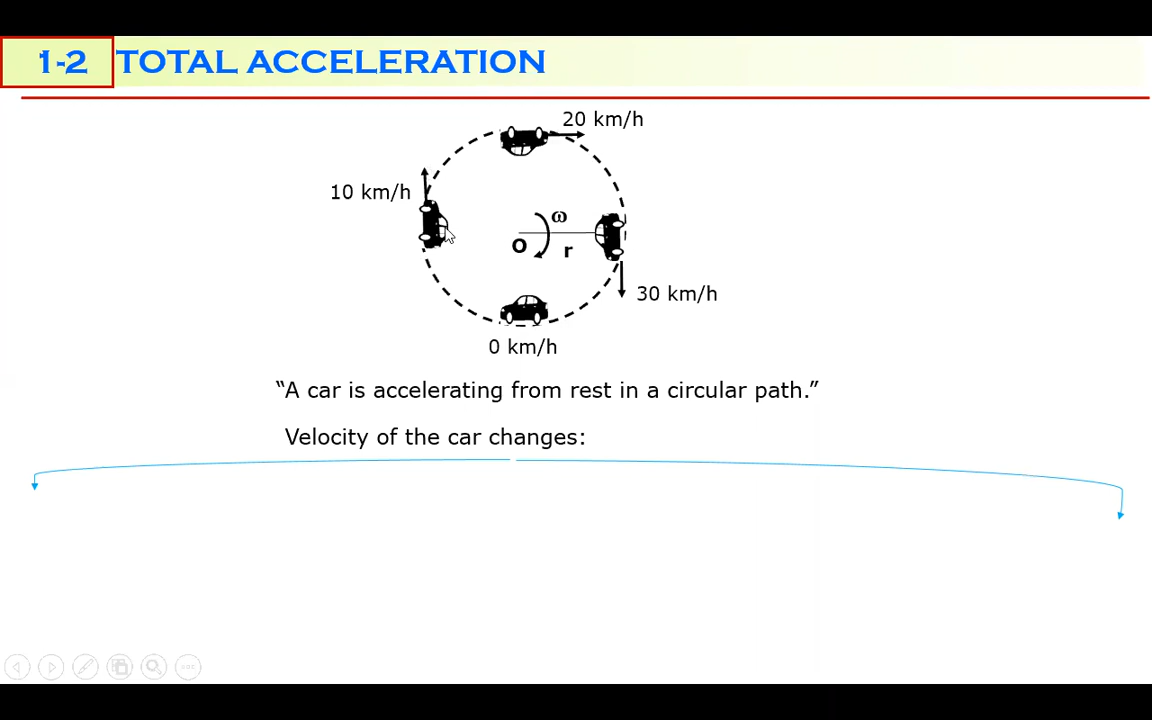 1-2 TOTAL ACCELERATION
20 km/h
10 km/h
ω
O
r
30 km/h
0 km/h
“A car is accelerating from rest in a circular path.”
Velocity of the car changes: